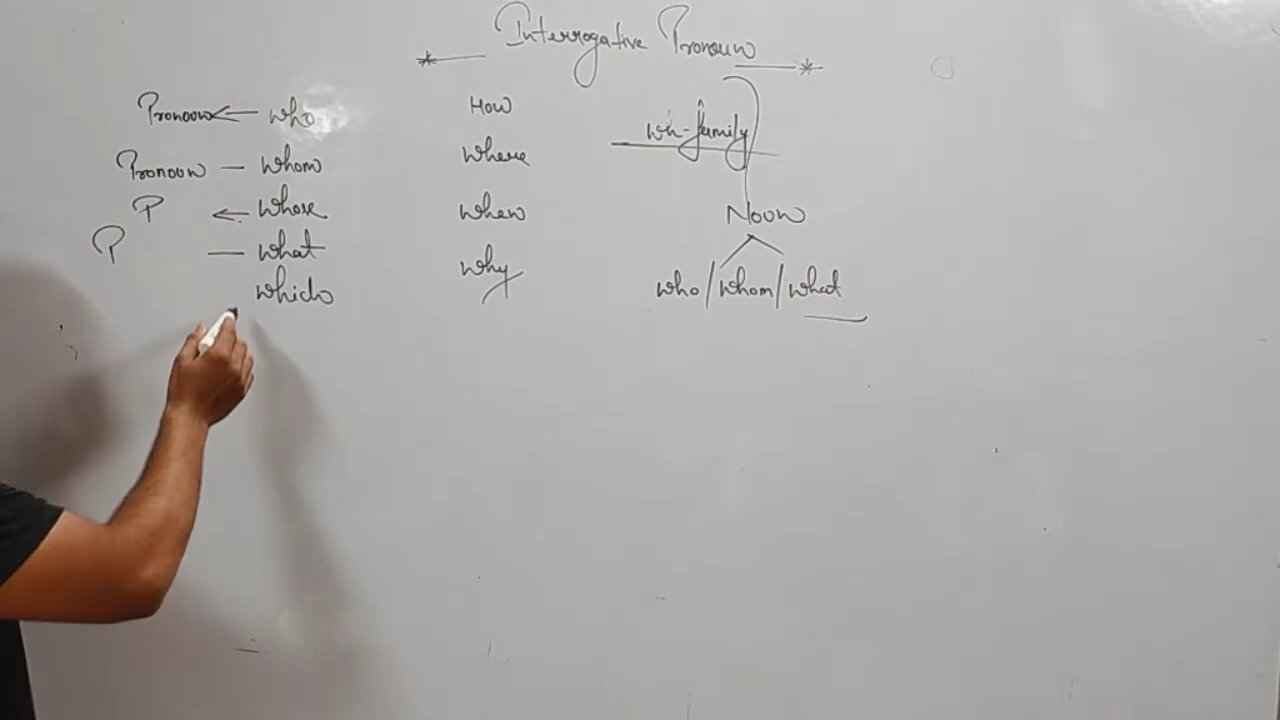 Interrogative Pronoun
Pronoun ← who
Pronoun — whom
P ← whose
P — what
which
How
where
when
why
wh-family
Noun
who/whom/what